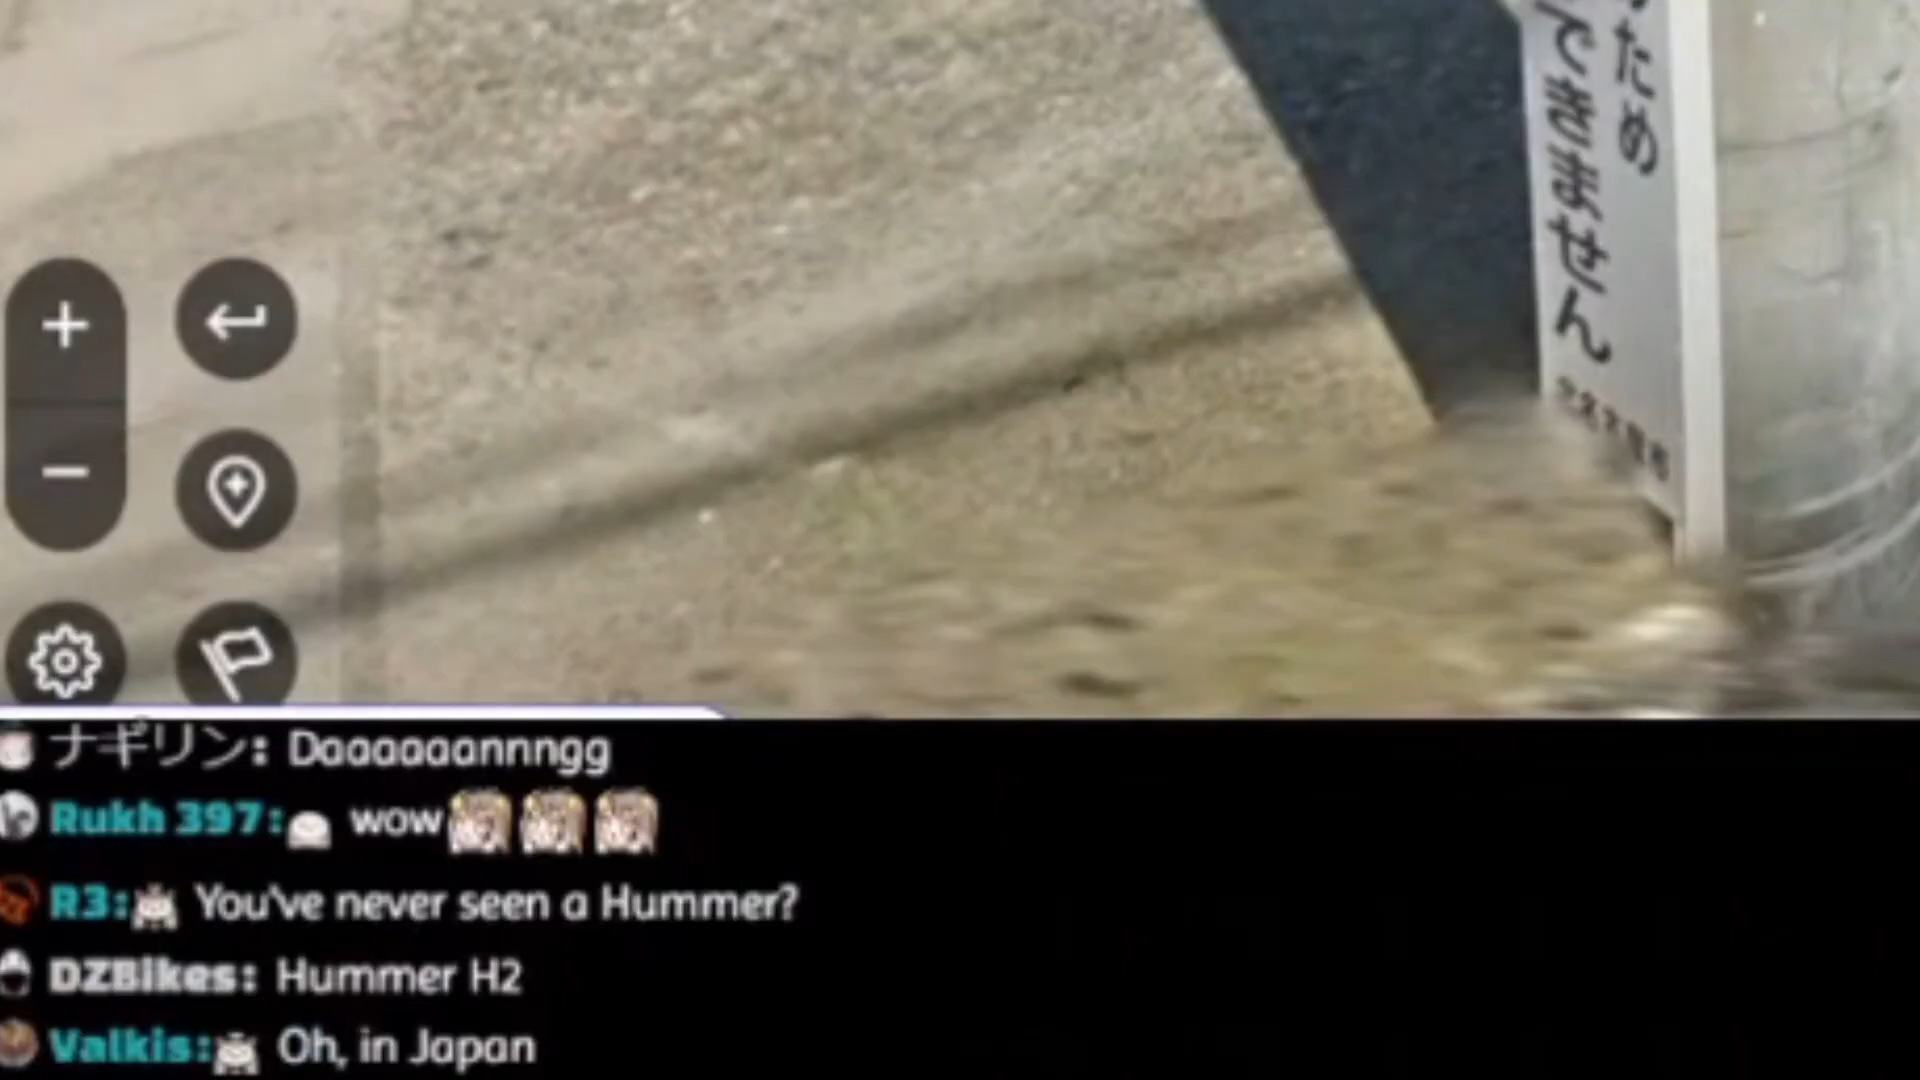 ため
できません
ナギリン: Daaaaaannngg
Rukh 397: wow
R3: You've never seen a Hummer?
DZBikes: Hummer H2
Valkis: Oh, in Japan